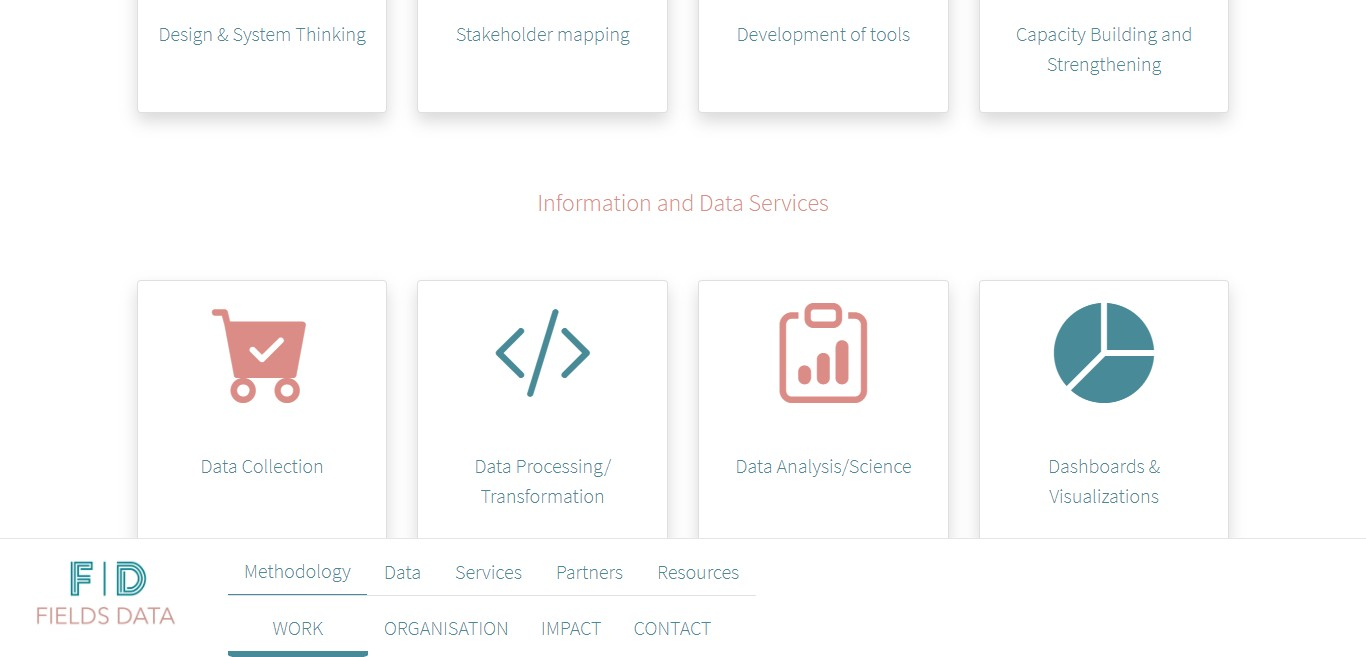 Design & System Thinking
Stakeholder mapping
Development of tools
Capacity Building and
Strengthening
Information and Data Services
Data Collection
Data Processing/
Transformation
Data Analysis/Science
Dashboards &
Visualizations
F|D
FIELDS DATA
Methodology
Data
Services
Partners
Resources
WORK
ORGANISATION
IMPACT
CONTACT